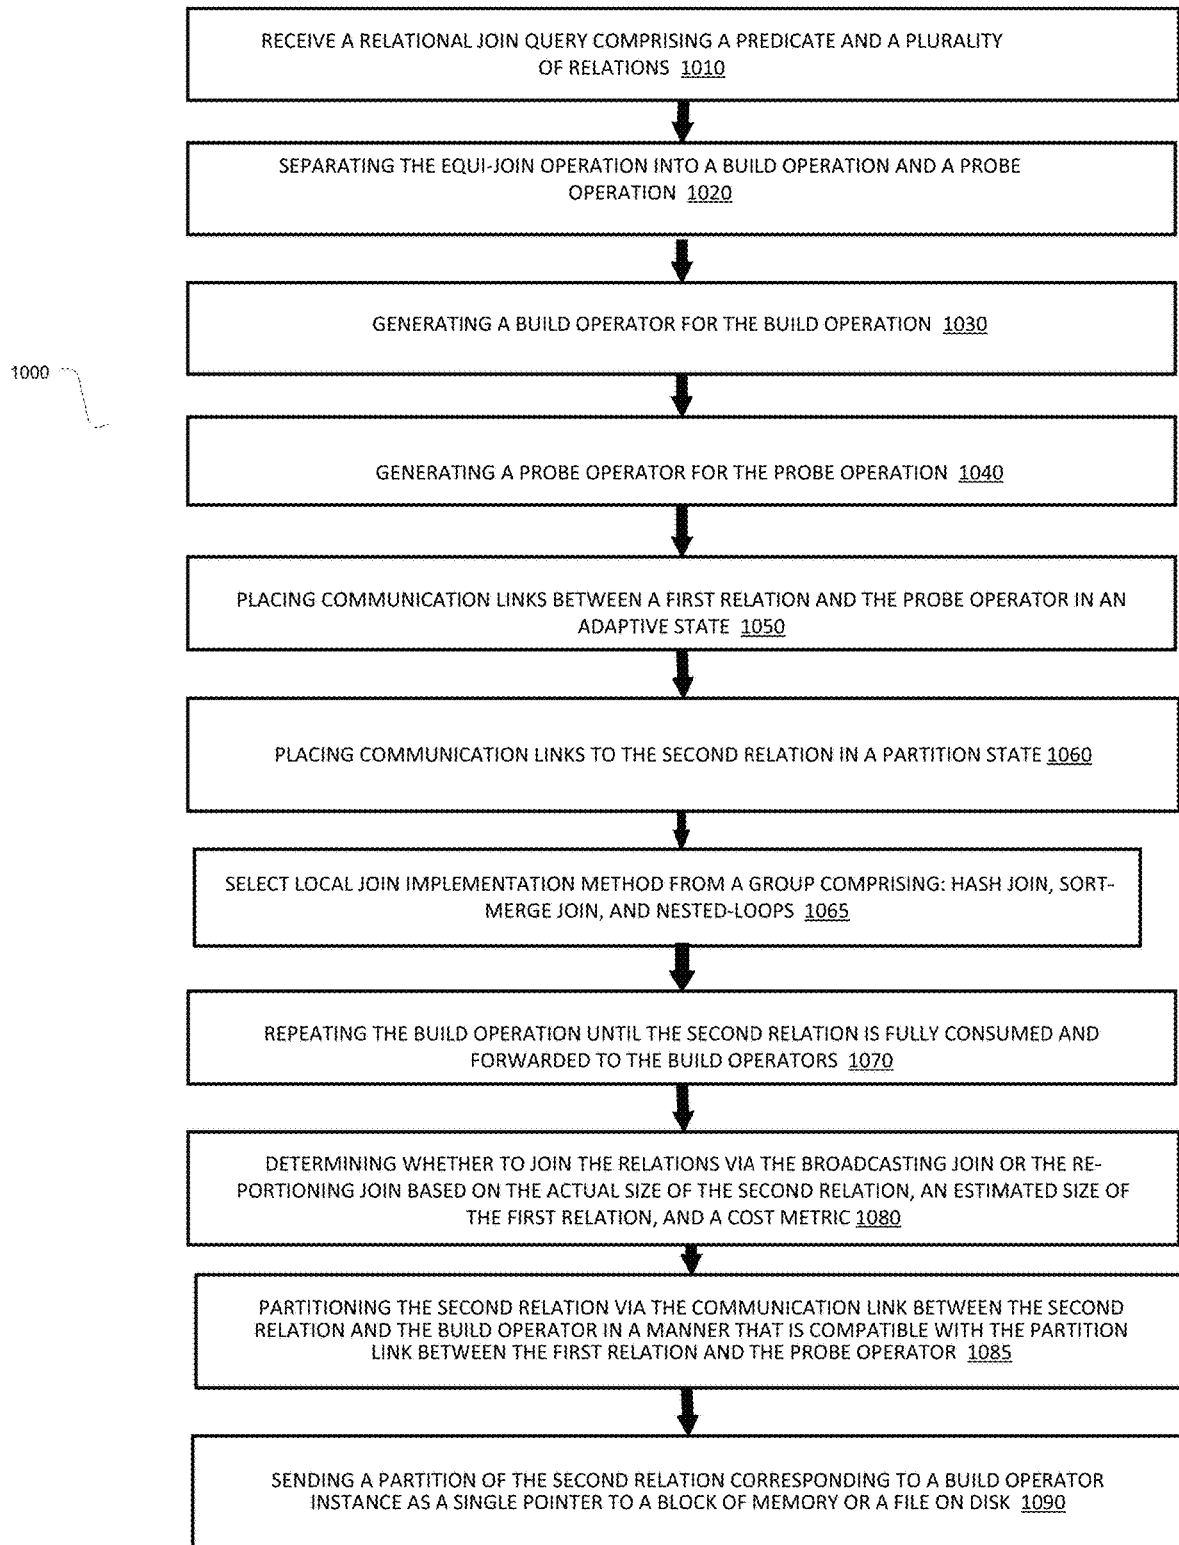 RECEIVE A RELATIONAL JOIN QUERY COMPRISING A PREDICATE AND A PLURALITY
OF RELATIONS 1010
SEPARATING THE EQUI-JOIN OPERATION INTO A BUILD OPERATION AND A PROBE
OPERATION 1020
GENERATING A BUILD OPERATOR FOR THE BUILD OPERATION 1030
1000
GENERATING A PROBE OPERATOR FOR THE PROBE OPERATION 1040
PLACING COMMUNICATION LINKS BETWEEN A FIRST RELATION AND THE PROBE OPERATOR IN AN
ADAPTIVE STATE 1050
PLACING COMMUNICATION LINKS TO THE SECOND RELATION IN A PARTITION STATE 1060
SELECT LOCAL JOIN IMPLEMENTATION METHOD FROM A GROUP COMPRISING: HASH JOIN, SORT-
MERGE JOIN, AND NESTED-LOOPS 1065
REPEATING THE BUILD OPERATION UNTIL THE SECOND RELATION IS FULLY CONSUMED AND
FORWARDED TO THE BUILD OPERATORS 1070
DETERMINING WHETHER TO JOIN THE RELATIONS VIA THE BROADCASTING JOIN OR THE RE-
PORTIONING JOIN BASED ON THE ACTUAL SIZE OF THE SECOND RELATION, AN ESTIMATED SIZE OF
THE FIRST RELATION, AND A COST METRIC 1080
PARTITIONING THE SECOND RELATION VIA THE COMMUNICATION LINK BETWEEN THE SECOND
RELATION AND THE BUILD OPERATOR IN A MANNER THAT IS COMPATIBLE WITH THE PARTITION
LINK BETWEEN THE FIRST RELATION AND THE PROBE OPERATOR 1085
SENDING A PARTITION OF THE SECOND RELATION CORRESPONDING TO A BUILD OPERATOR
INSTANCE AS A SINGLE POINTER TO A BLOCK OF MEMORY OR A FILE ON DISK 1090